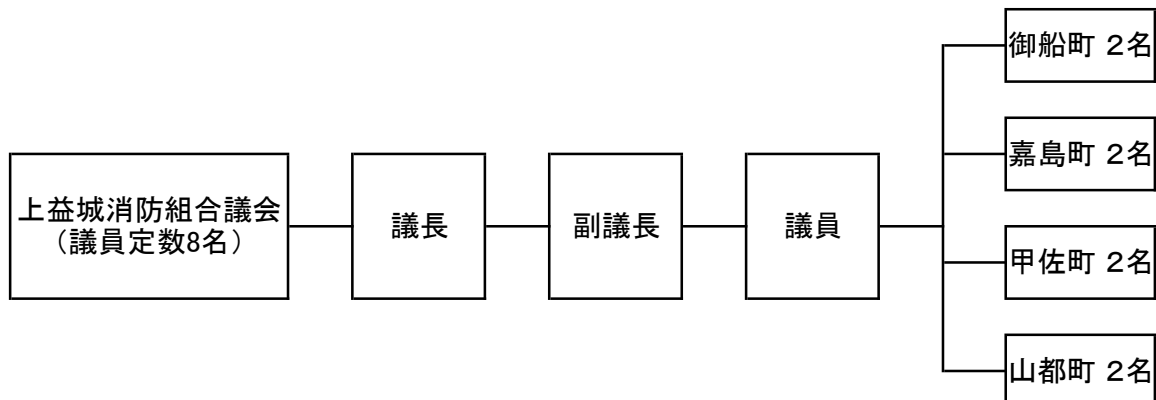 上益城消防組合議会
（議員定数8名）
議長
副議長
議員
御船町 ２名
嘉島町 ２名
甲佐町 ２名
山都町 ２名